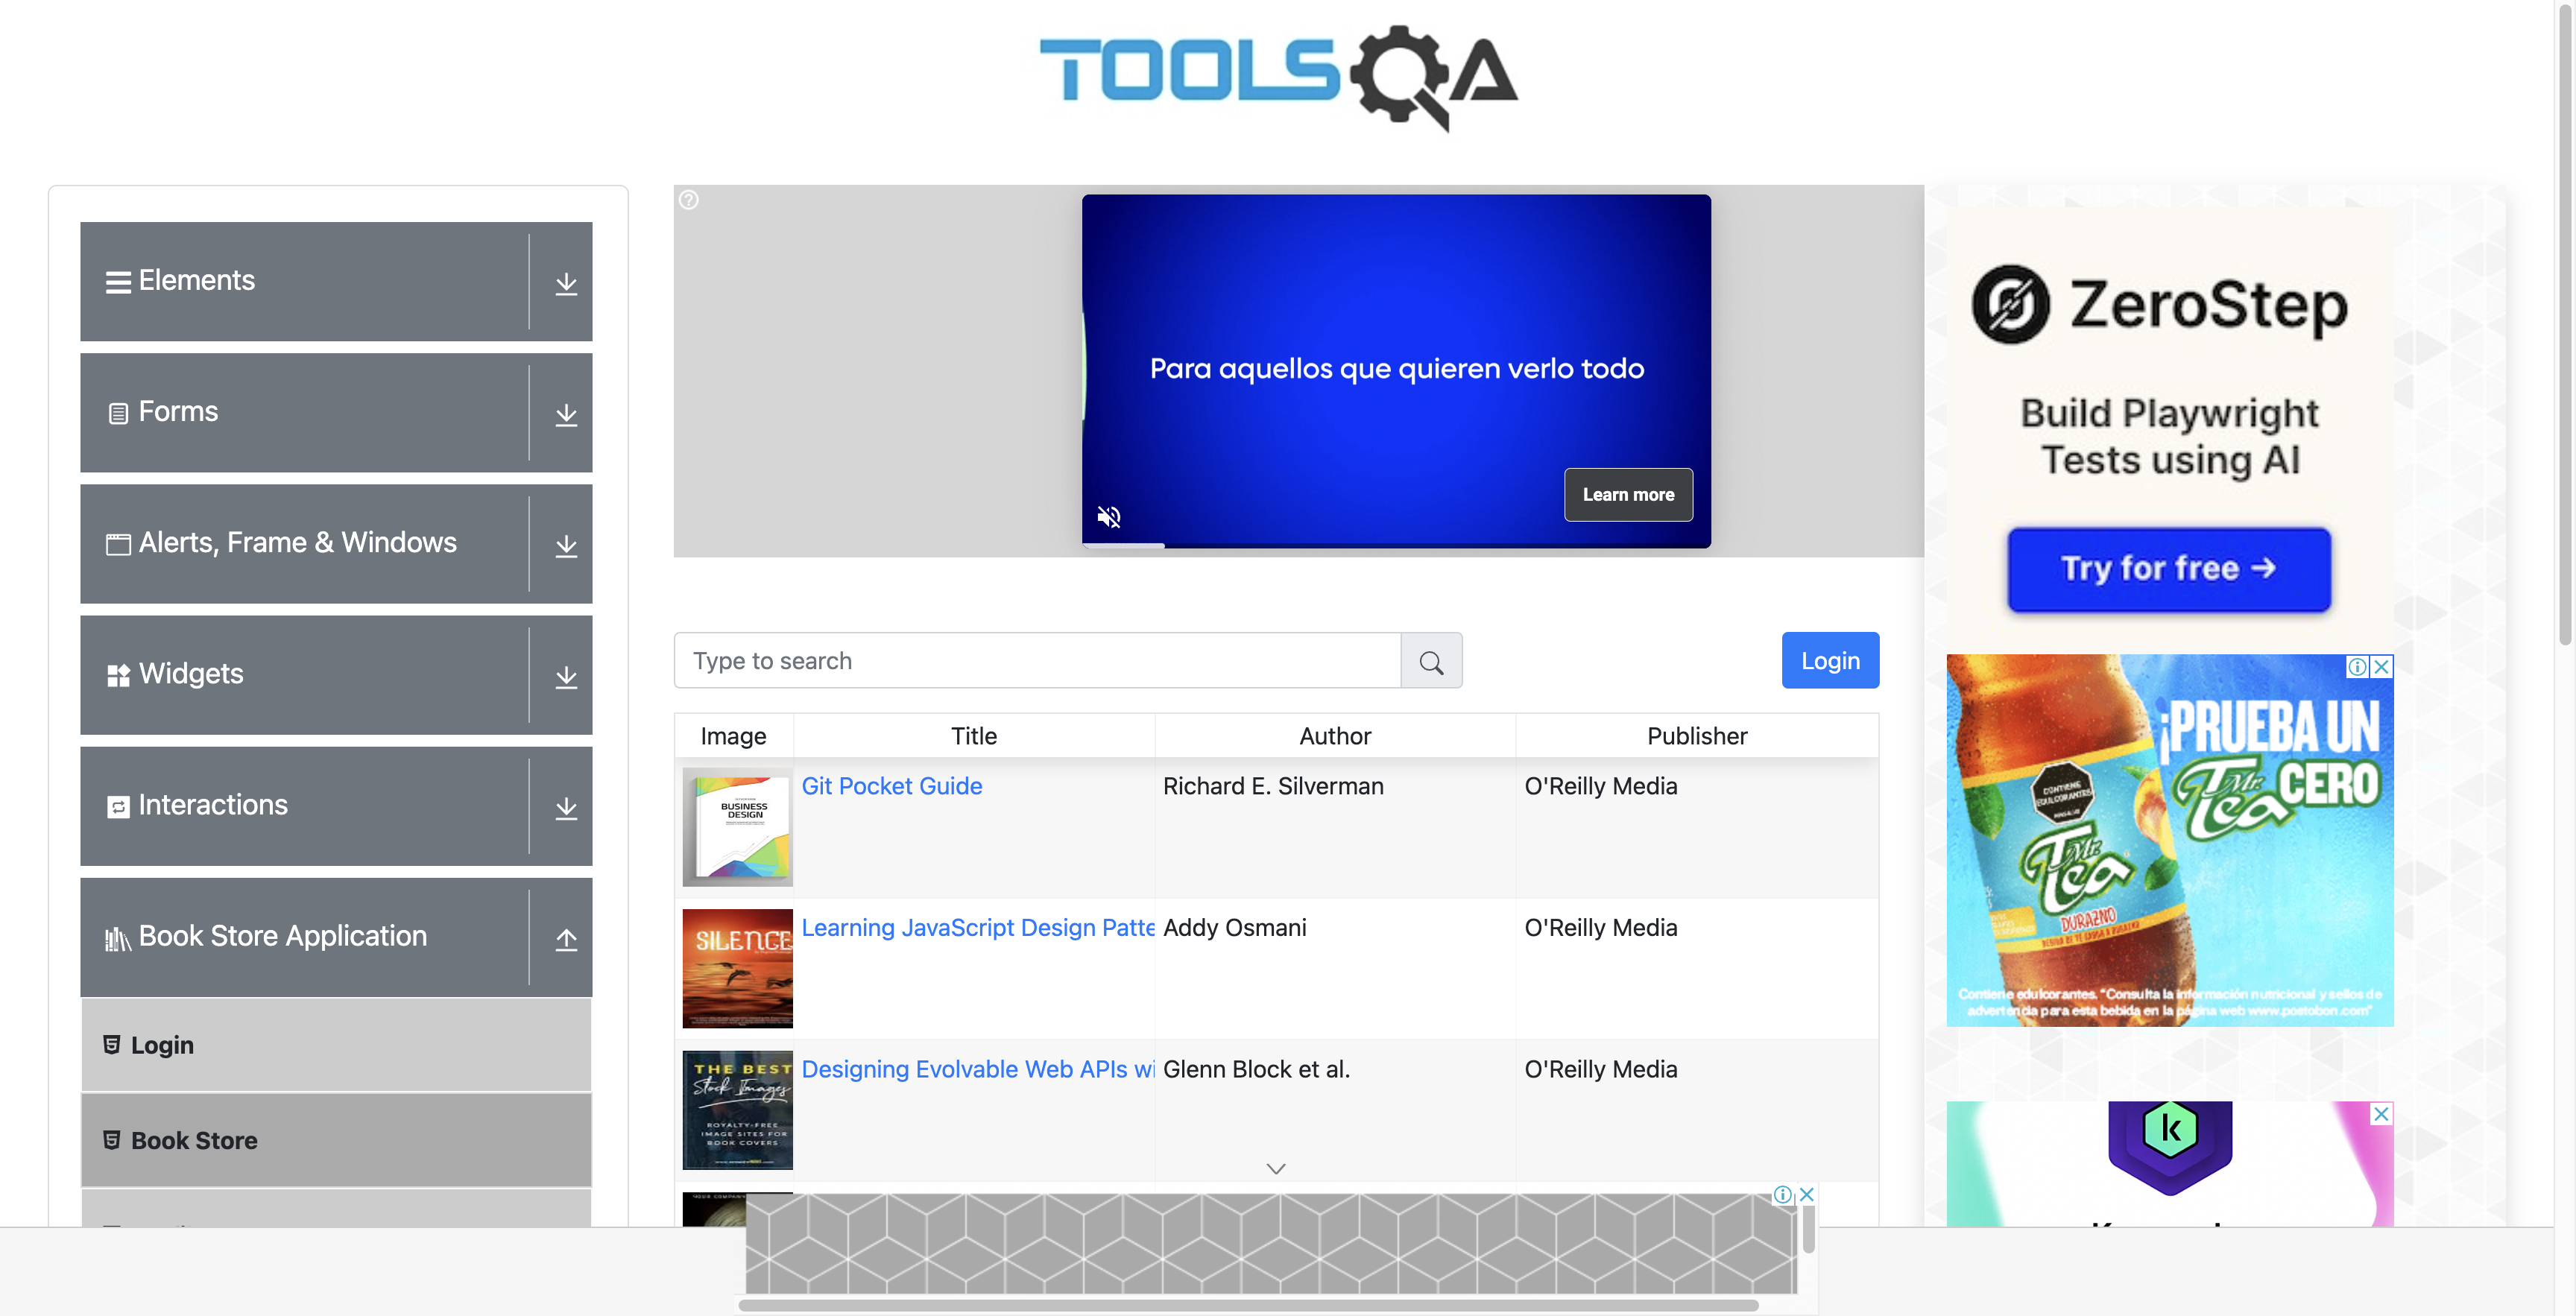 TOOLSQA
Elements
Forms
Alerts, Frame & Windows
Widgets
Interactions
Book Store Application
Login
Book Store
Para aquellos que quieren verlo todo
Learn more
Type to search
Login
Image Title Author Publisher
BUSINESS
DESIGN
Git Pocket Guide Richard E. Silverman O'Reilly Media
SILENCE
Learning JavaScript Design Patte Addy Osmani O'Reilly Media
THE BEST
Stock Images
ROYALTY-FREE
IMAGE SITES FOR
BOOK COVERS
Designing Evolvable Web APIs wi Glenn Block et al. O'Reilly Media
ZeroStep
Build Playwright
Tests using AI
Try for free →
¡PRUEBA UN
Mr. Tea CERO
CONTIENE
EDULCORANTES
Mr.
Tea
DURAZNO
Contiene edulcorantes. "Consulta la información nutricional y sellos de
advertencia para esta bebida en la página web www.postobon.com"
k